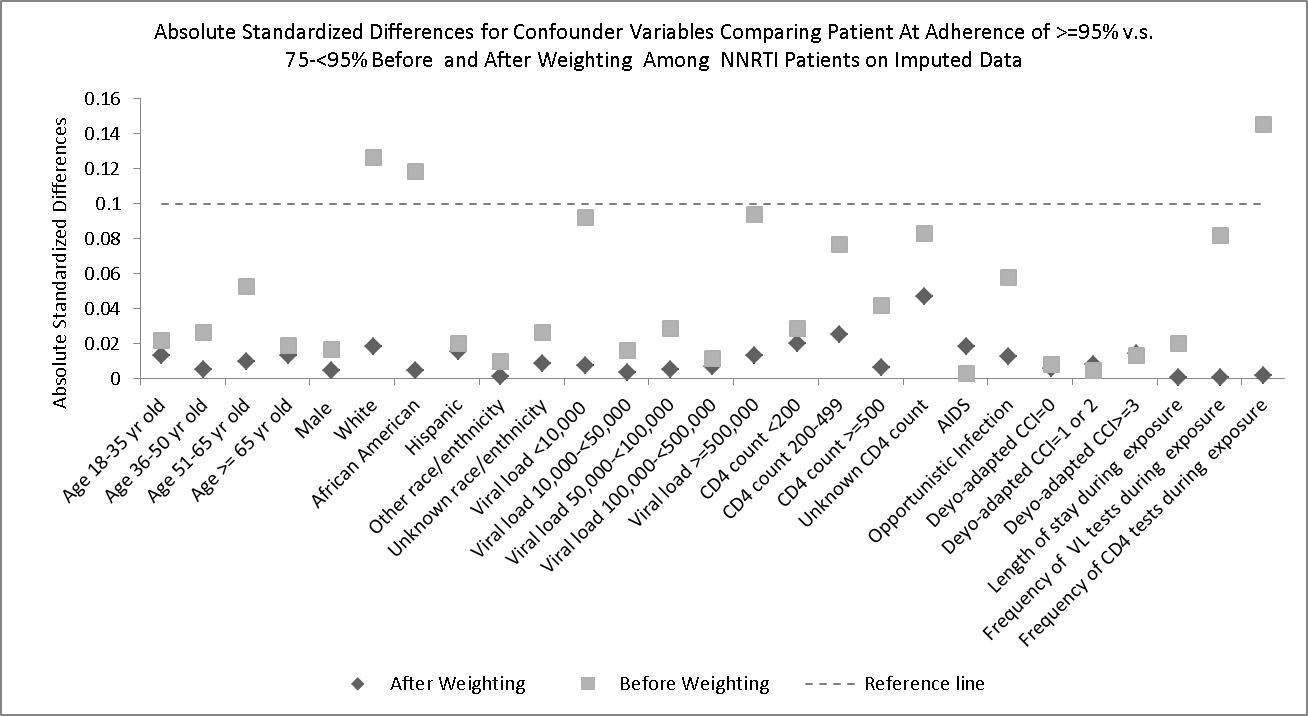 Absolute Standardized Differences for Confounder Variables Comparing Patient At Adherence of >=95% v.s.
75-<95% Before and After Weighting Among NNRTI Patients on Imputed Data
Absolute Standardized Differences
0.16
0.14
0.12
0.1
0.08
0.06
0.04
0.02
0
Age 18-35 yr old
Age 36-50 yr old
Age 51-65 yr old
Age >= 65 yr old
Male
White
African American
Hispanic
Other race/enthnicity
Unknown race/ethnicity
Viral load <10,000
Viral load 10,000-<50,000
Viral load 50,000-<100,000
Viral load 100,000-<500,000
Viral load >=500,000
CD4 count <200
CD4 count 200-499
CD4 count >=500
Unknown CD4 count
AIDS
Opportunistic Infection
Deyo-adapted CCI=0
Deyo-adapted CCI=1 or 2
Deyo-adapted CCI>=3
Length of stay during exposure
Frequency of VL tests during exposure
Frequency of CD4 tests during exposure
After Weighting
Before Weighting
Reference line